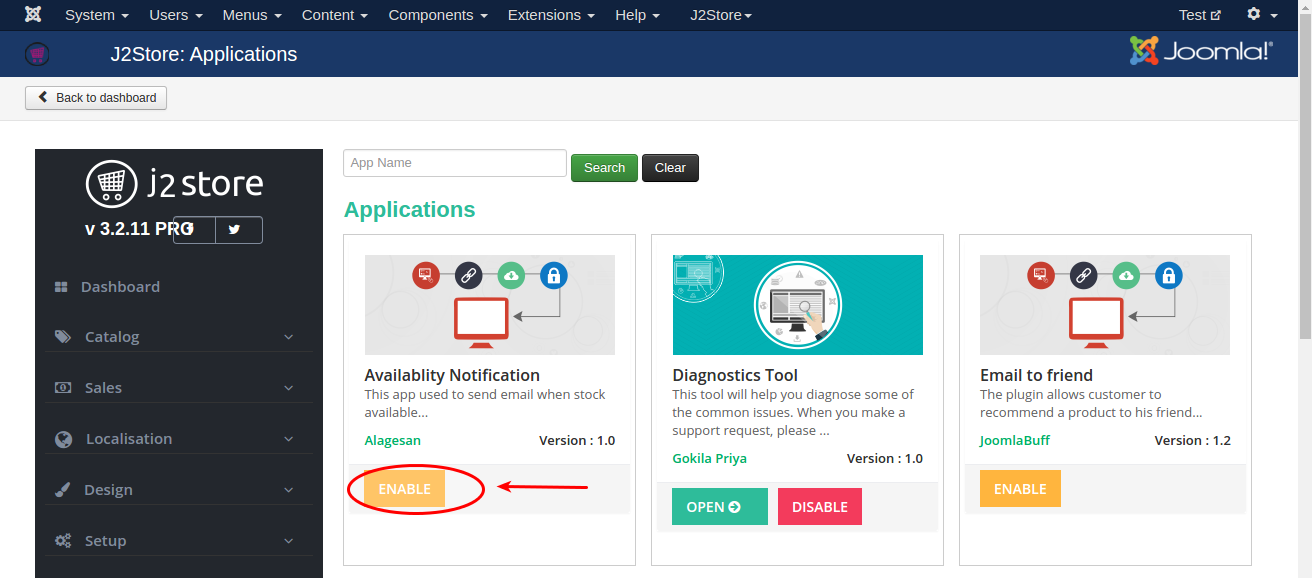 System Users Menus Content Components Extensions Help J2Store Test
J2Store: Applications
Joomla!®
Back to dashboard
j2store
v 3.2.11 PRO
Dashboard
Catalog
Sales
Localisation
Design
Setup
App Name Search Clear
Applications
Availablity Notification
This app used to send email when stock
available...
Alagesan Version : 1.0
ENABLE
Diagnostics Tool
This tool will help you diagnose some of
the common issues. When you make a
support request, please ...
Gokila Priya Version : 1.0
OPEN DISABLE
Email to friend
The plugin allows customer to
recommend a product to his friend...
JoomlaBuff Version : 1.2
ENABLE